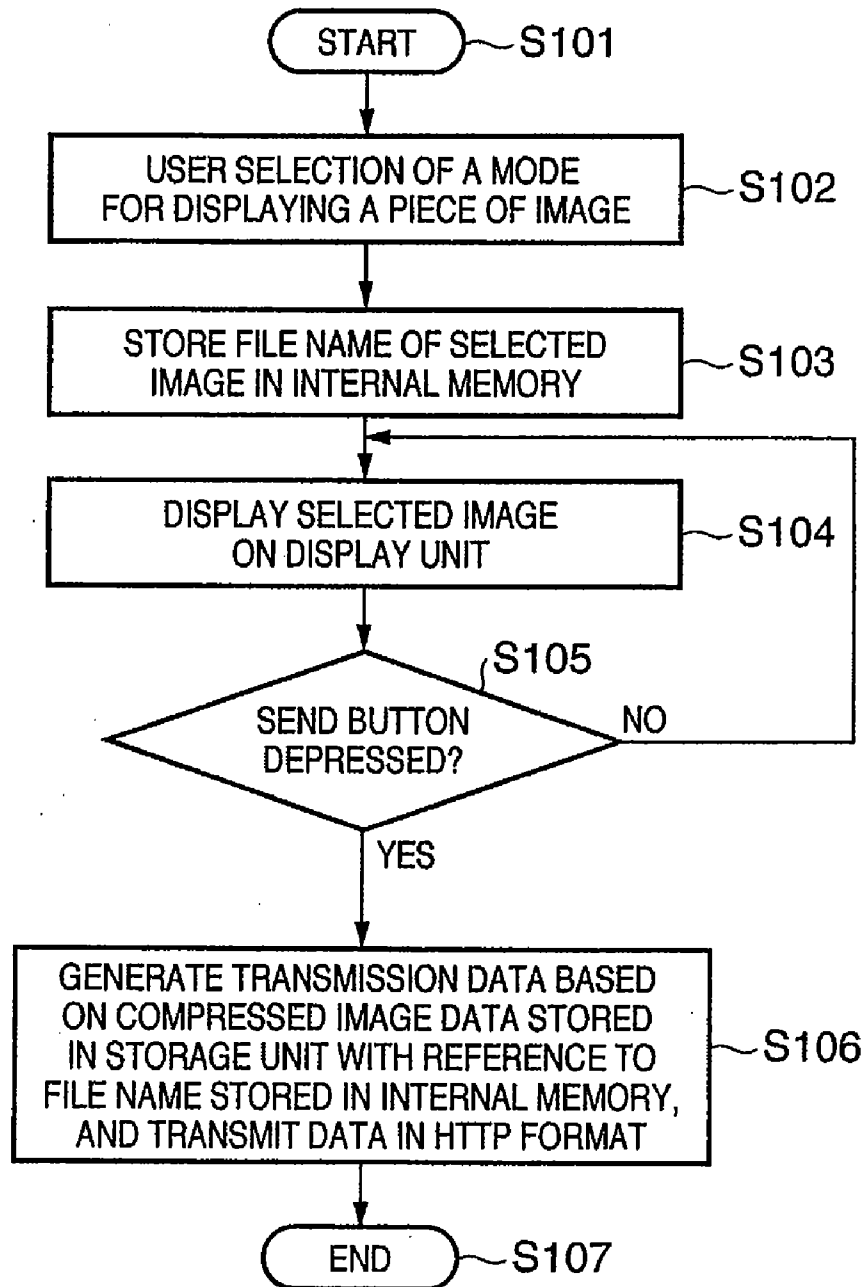 START
S101
USER SELECTION OF A MODE
FOR DISPLAYING A PIECE OF IMAGE
S102
STORE FILE NAME OF SELECTED
IMAGE IN INTERNAL MEMORY
S103
DISPLAY SELECTED IMAGE
ON DISPLAY UNIT
S104
S105
SEND BUTTON
DEPRESSED?
NO
YES
GENERATE TRANSMISSION DATA BASED
ON COMPRESSED IMAGE DATA STORED
IN STORAGE UNIT WITH REFERENCE TO
FILE NAME STORED IN INTERNAL MEMORY,
AND TRANSMIT DATA IN HTTP FORMAT
S106
END
S107